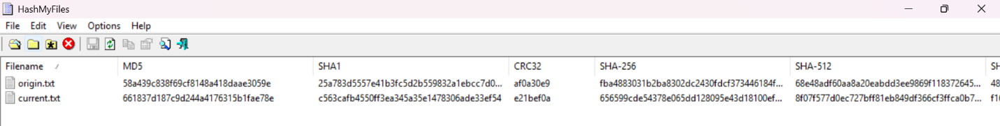 HashMyFiles
File Edit View Options Help
Filename MD5 SHA1 CRC32 SHA-256 SHA-512 SH
origin.txt 58a439c838f69cf8148a418daae3059e 25a783d5557e41b3fc5d2b559832a1ebcc7d0... af0a30e9 fba4883031b2ba8302dc2430fdcf373446184f... 68e48adf60aa8a20eabdd3ee9869f118372645... 48
current.txt 661837d187c9d244a4176315b1fae78e c563cafb4550ff3ea345a35e1478306ade33ef54 e21bef0a 656599cde54378e065dd128095e43d18100ef... 8f07f577d0ec727bff81eb849df366cf3ffca0b7... f1